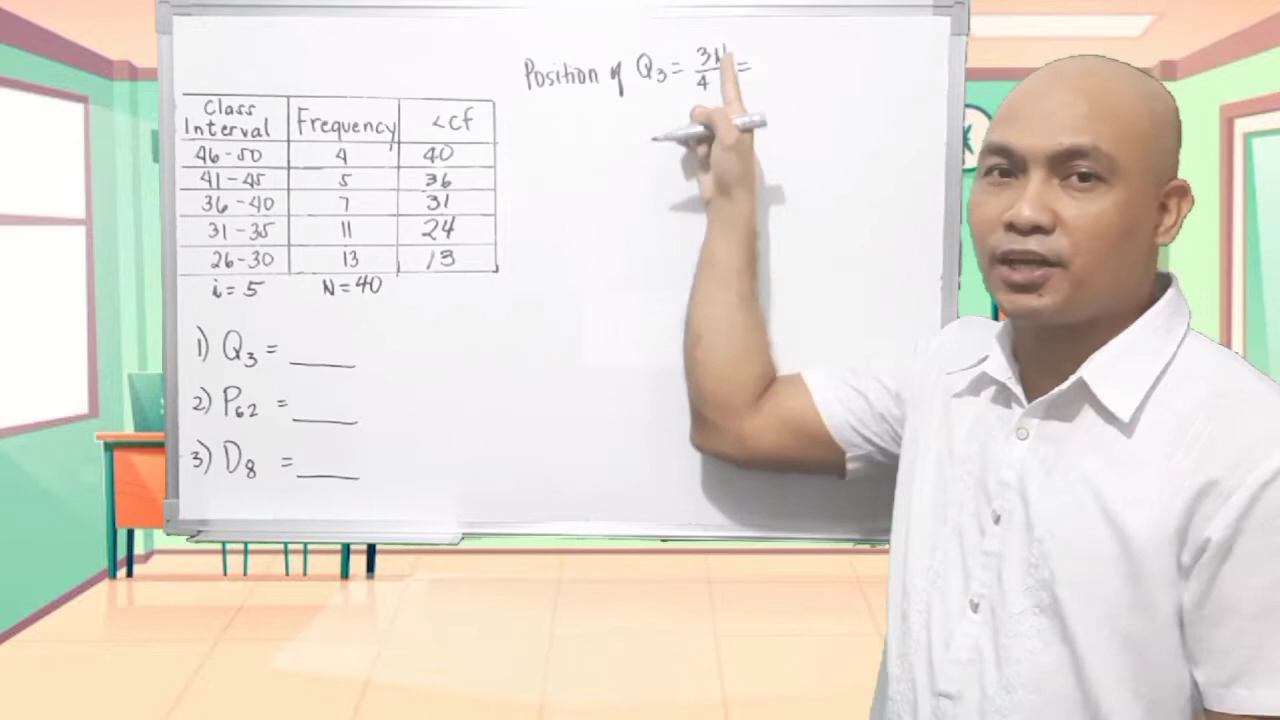 Position of Q3 = 3N/4 =
Class Interval Frequency <cf
46-50 4 40
41-45 5 36
36-40 7 31
31-35 11 24
26-30 13 13
i = 5 N = 40
1) Q3 = ____
2) P62 = ____
3) D8 = ____